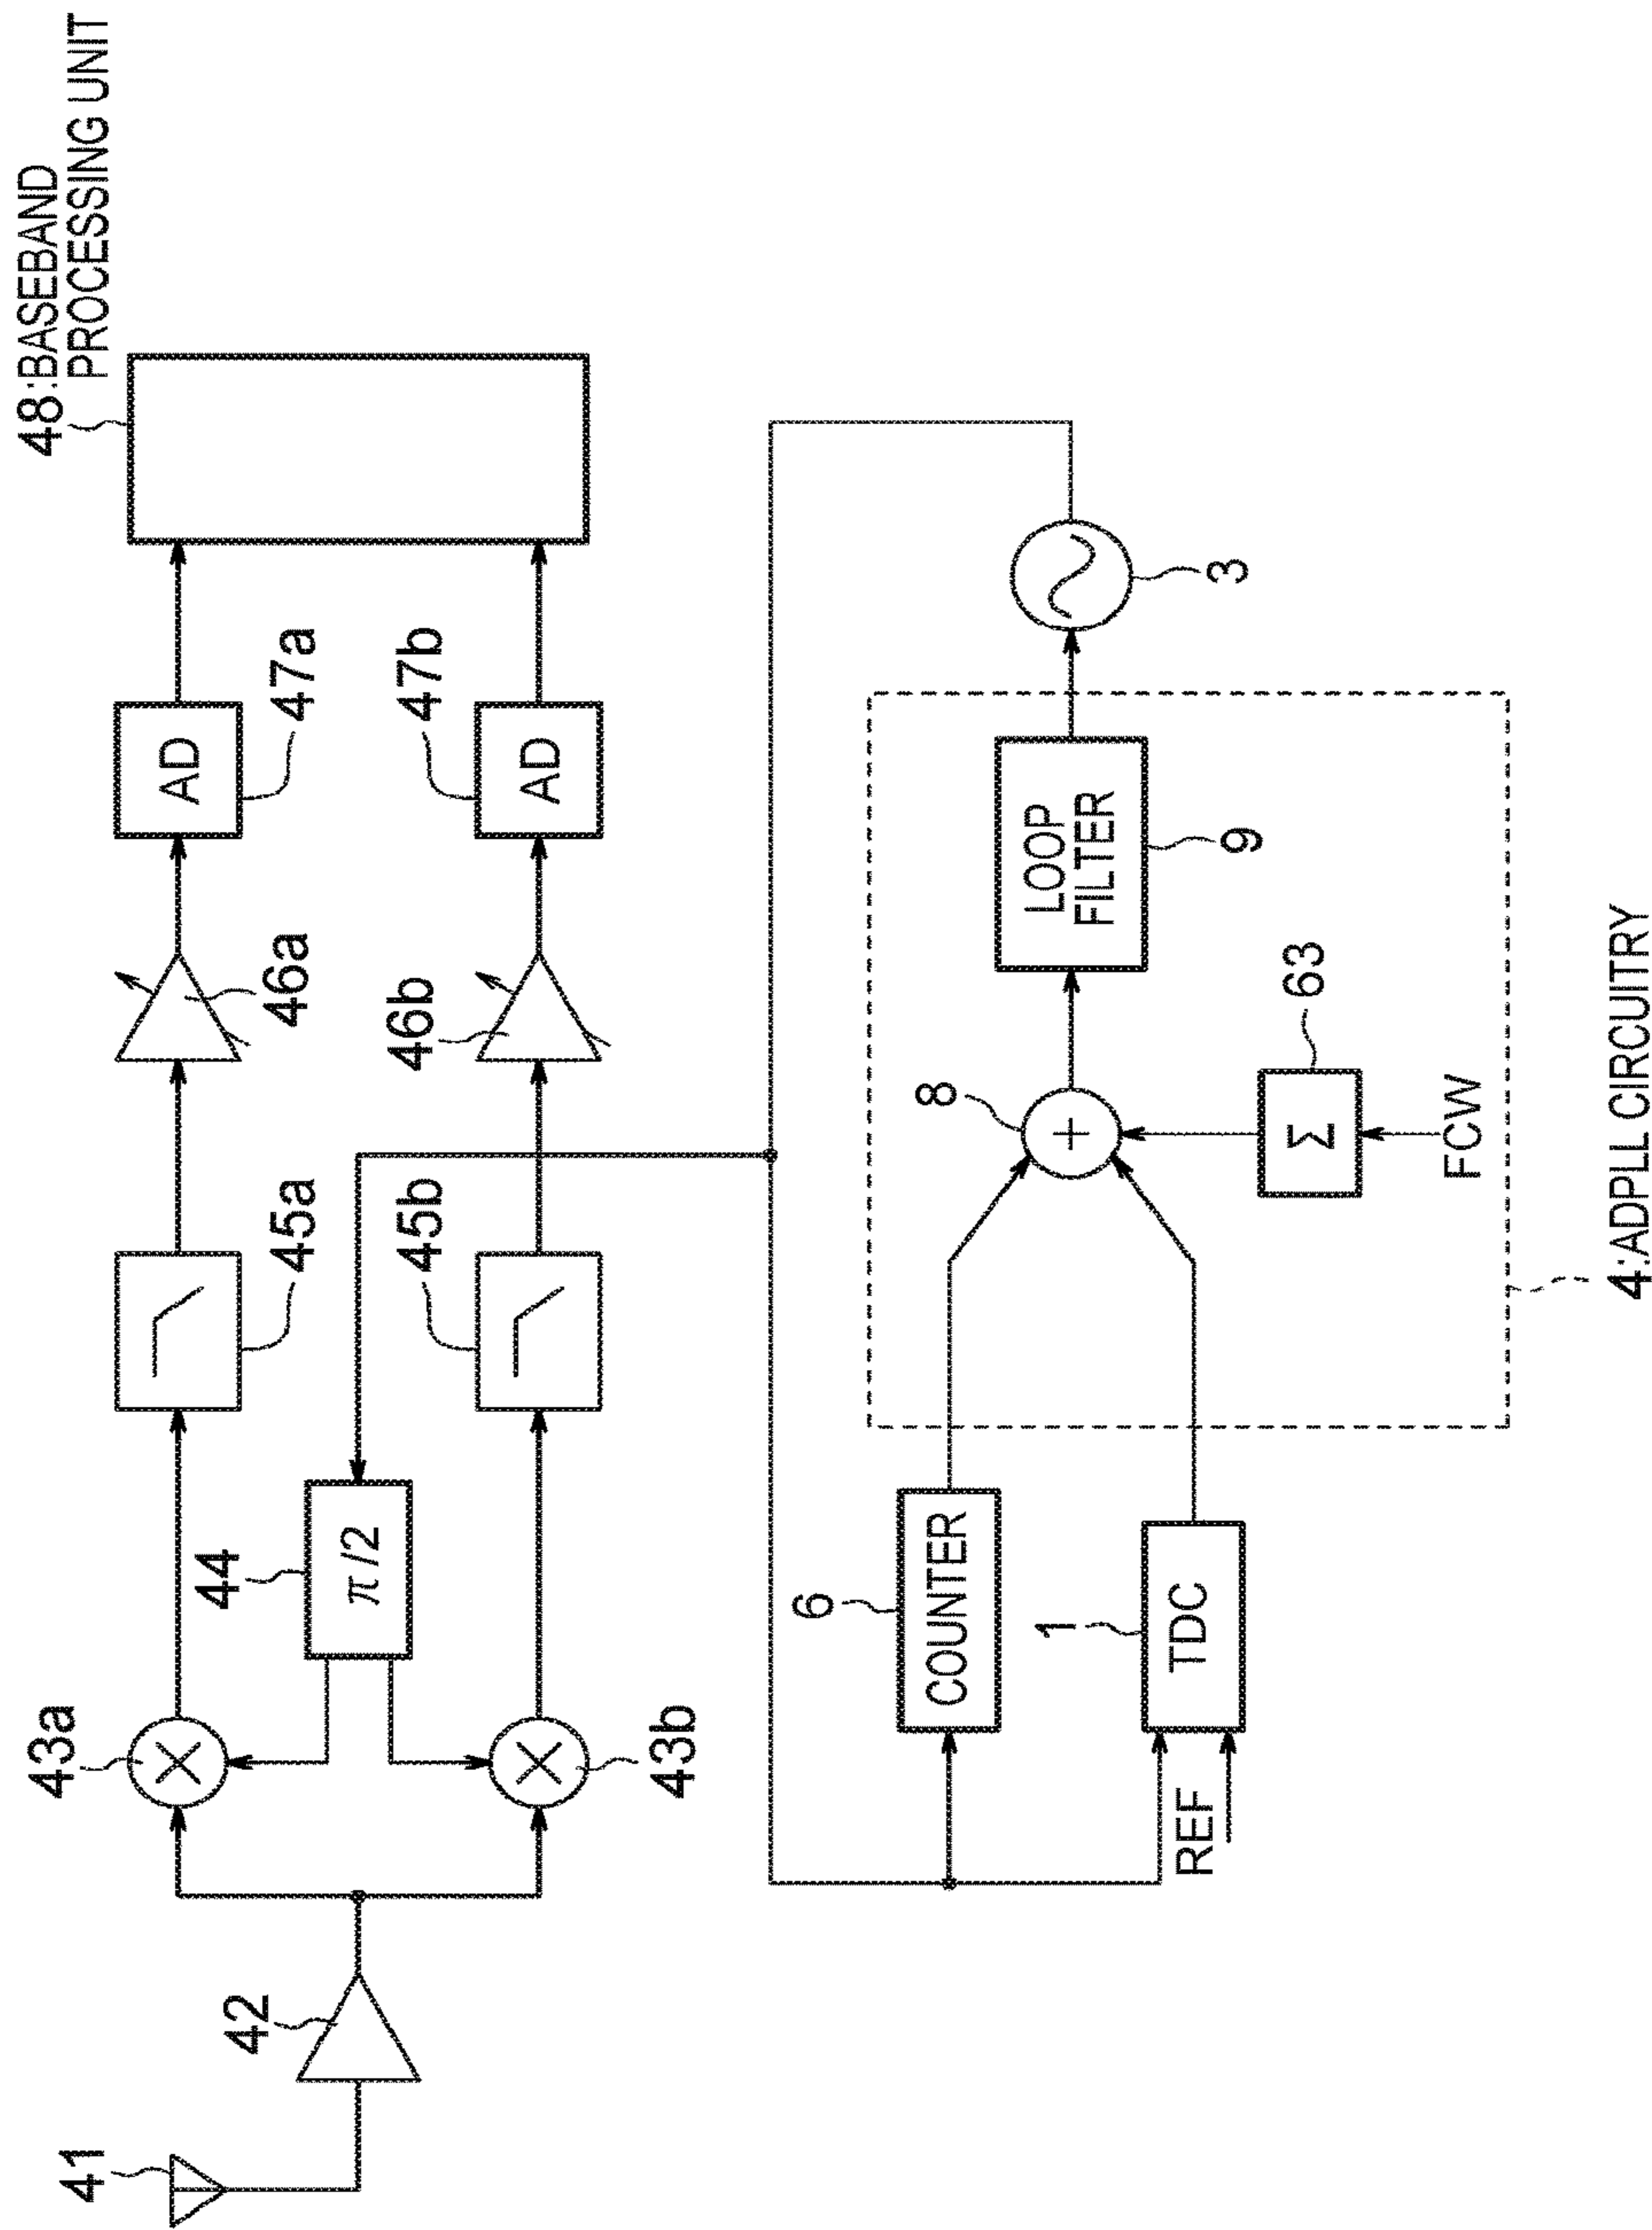 48:BASEBAND
PROCESSING UNIT
41
42
43a
43b
44
π/2
45a
45b
46a
46b
AD
47a
AD
47b
6
COUNTER
1
TDC
REF
8
+
63
Σ
FCW
LOOP
FILTER
9
3
4:ADPLL CIRCUITRY